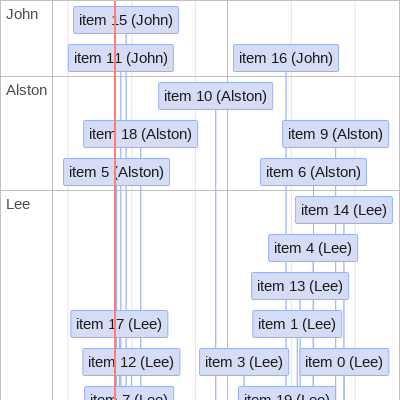 John
item 15 (John)
item 11 (John)
item 16 (John)
Alston
item 10 (Alston)
item 18 (Alston)
item 9 (Alston)
item 5 (Alston)
item 6 (Alston)
Lee
item 14 (Lee)
item 4 (Lee)
item 13 (Lee)
item 17 (Lee)
item 1 (Lee)
item 12 (Lee)
item 3 (Lee)
item 0 (Lee)
item 7 (Lee)
item 19 (Lee)